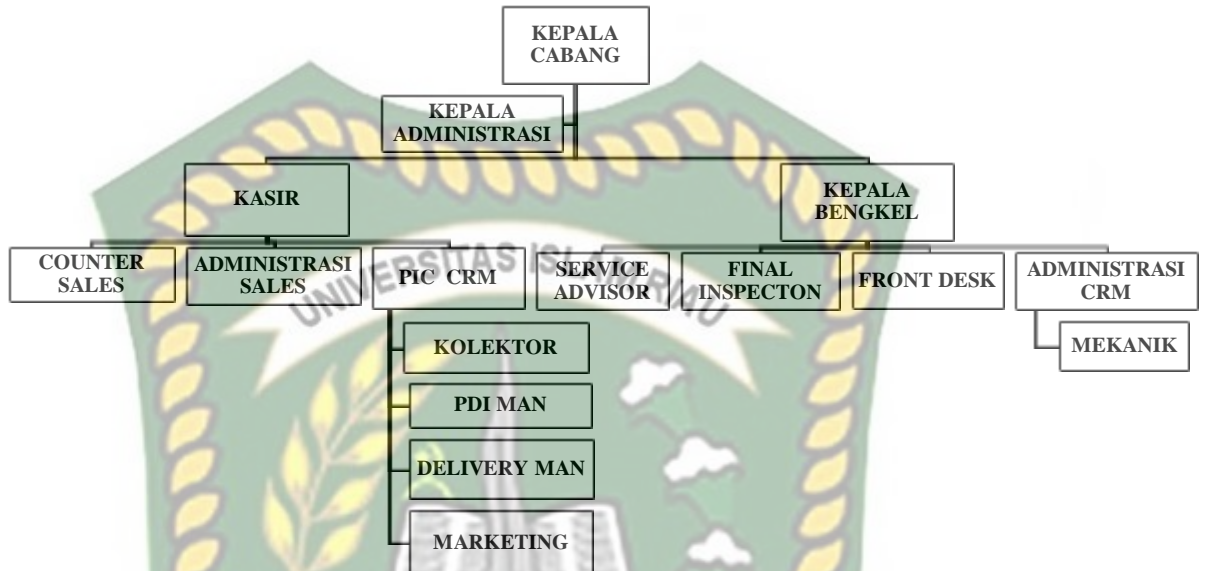 KEPALA
CABANG
KEPALA
ADMINISTRASI
KASIR
KEPALA
BENGKEL
COUNTER
SALES
ADMINISTRASI
SALES
PIC CRM
SERVICE
ADVISOR
FINAL
INSPECTON
FRONT DESK
ADMINISTRASI
CRM
UNIVERSITAS ISLAM RIAU
KOLEKTOR
MEKANIK
PDI MAN
DELIVERY MAN
MARKETING